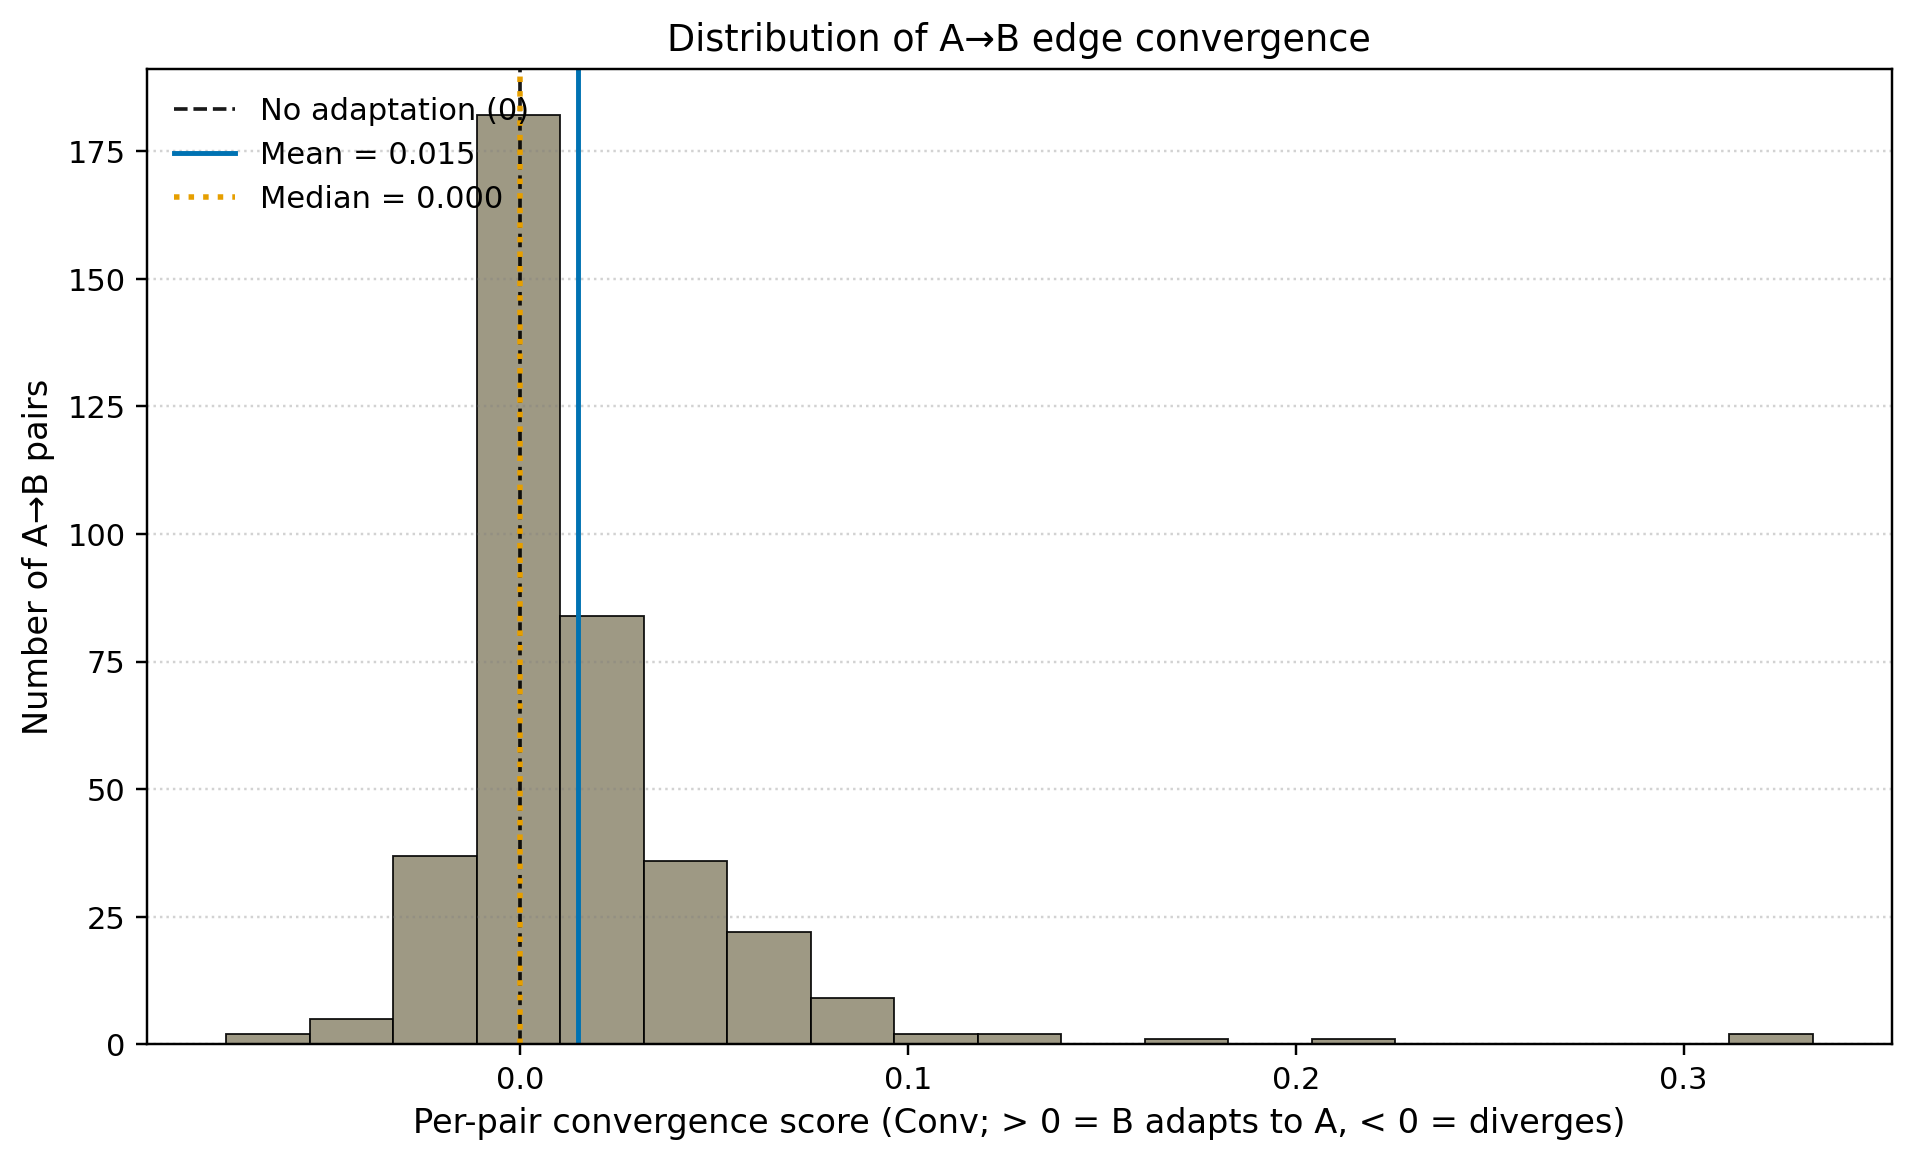 Distribution of A→B edge convergence
No adaptation (0)
Mean = 0.015
Median = 0.000
Number of A→B pairs
175
150
125
100
75
50
25
0
0.0 0.1 0.2 0.3
Per-pair convergence score (Conv; > 0 = B adapts to A, < 0 = diverges)